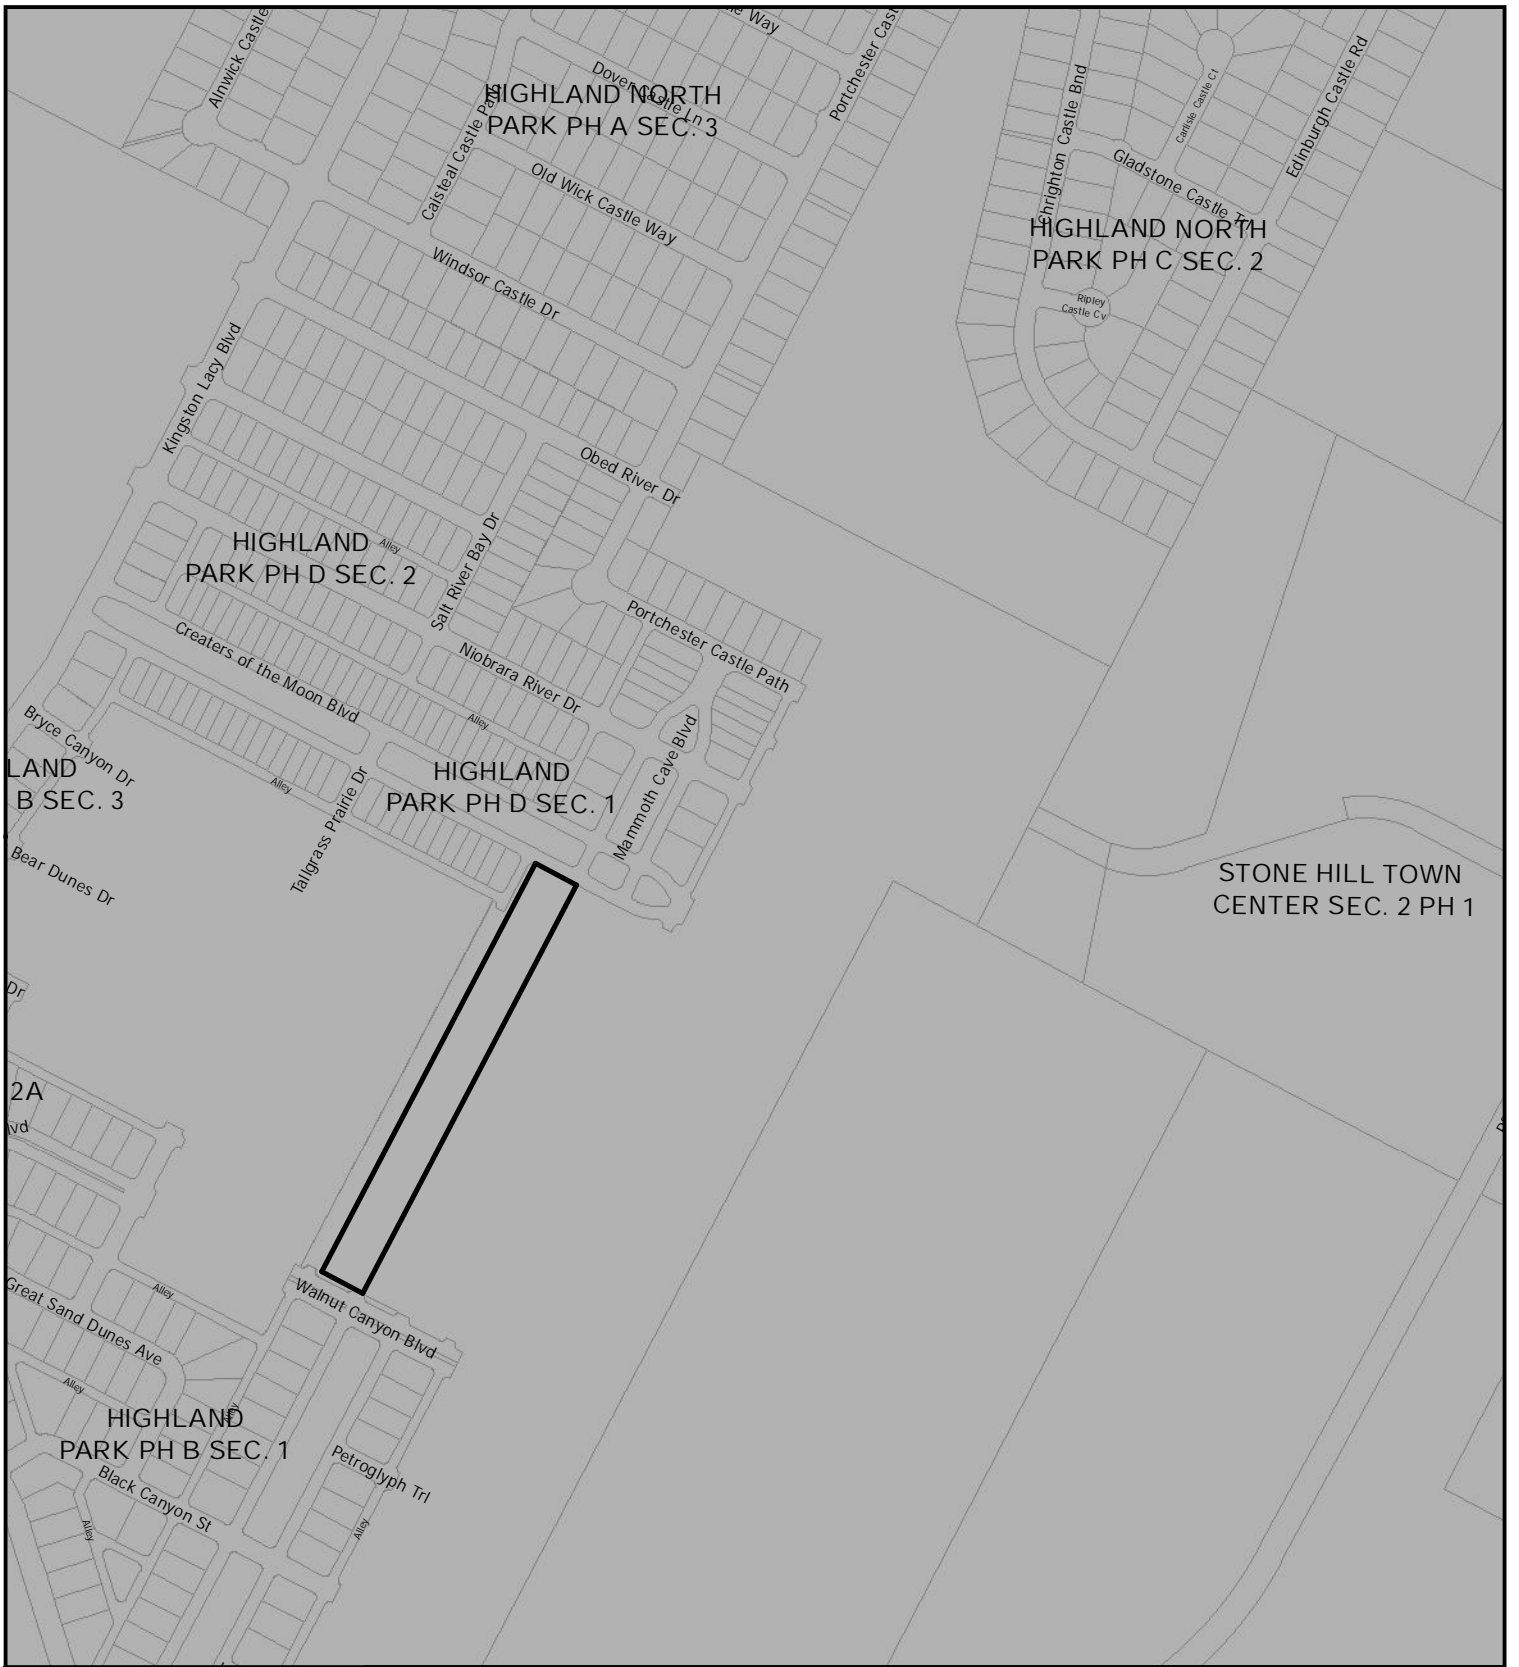 Alnwick Castle
Way
Portchester Cast
Dover Castle Ln
HIGHLAND NORTH
PARK PH A SEC. 3
Caisteal Castle Path
Old Wick Castle Way
Windsor Castle Dr
Chrighton Castle Bnd
Carlisle Castle Ct
Edinburgh Castle Rd
Gladstone Castle Trl
HIGHLAND NORTH
PARK PH C SEC. 2
Ripley
Castle Cv
Kingston Lacy Blvd
Obed River Dr
HIGHLAND
PARK PH D SEC. 2
Alley
Salt River Bay Dr
Portchester Castle Path
Creaters of the Moon Blvd
Niobrara River Dr
Alley
Bryce Canyon Dr
Mammoth Cave Blvd
LAND
B SEC. 3
Alley
Tallgrass Prairie Dr
HIGHLAND
PARK PH D SEC. 1
Bear Dunes Dr
STONE HILL TOWN
CENTER SEC. 2 PH 1
Dr
2A
lvd
Alley
Great Sand Dunes Ave
Walnut Canyon Blvd
Alley
Alley
HIGHLAND
PARK PH B SEC. 1
Petroglyph Trl
Black Canyon St
Alley
Alley